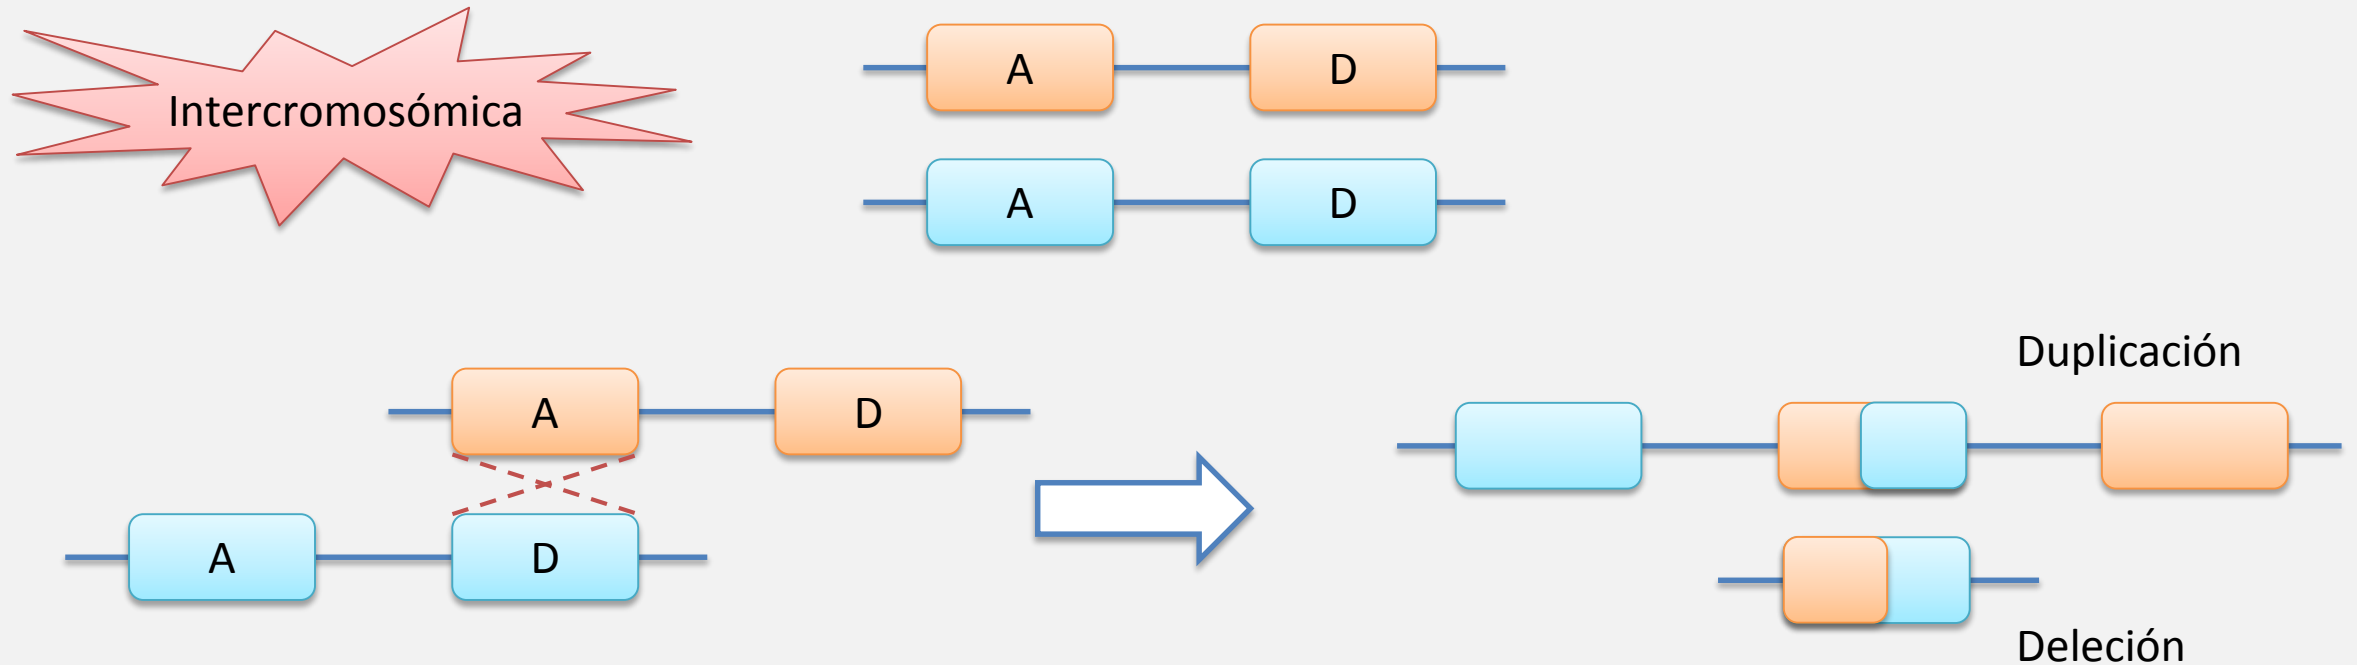 Intercromosómica
A D
A D
Duplicación
A D
A D
Deleción